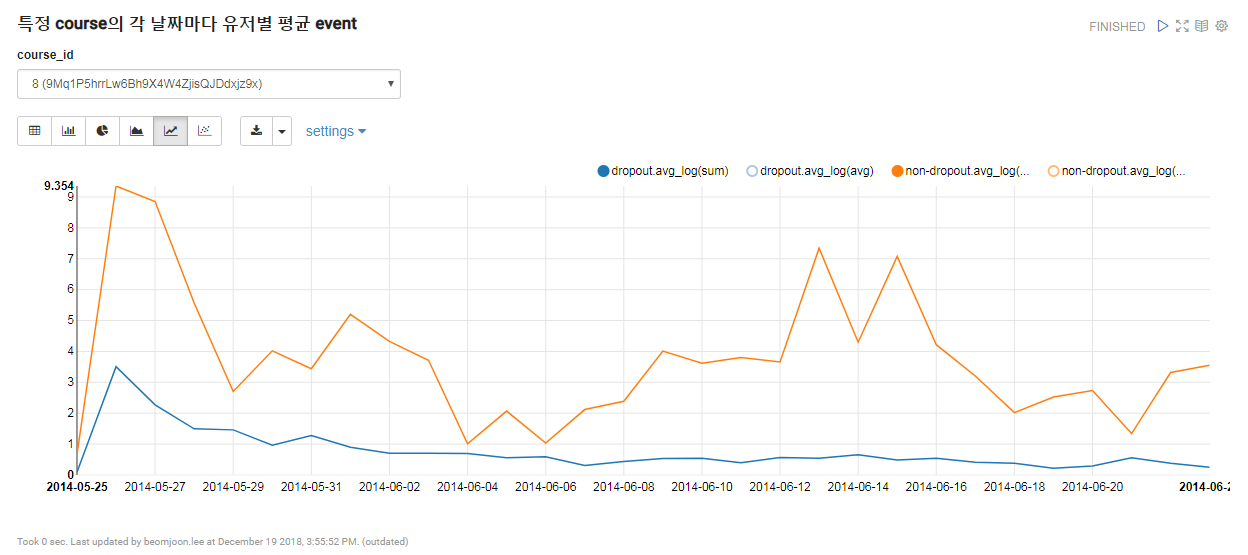 특정 course의 각 날짜마다 유저별 평균 event
FINISHED
course_id
8 (9Mq1P5hrrLw6Bh9X4W4ZjisQJDdxjz9x)
settings
dropout.avg_log(sum) dropout.avg_log(avg) non-dropout.avg_log(... non-dropout.avg_log(...
9.354
9
8
7
6
5
4
3
2
1
0
2014-05-25 2014-05-27 2014-05-29 2014-05-31 2014-06-02 2014-06-04 2014-06-06 2014-06-08 2014-06-10 2014-06-12 2014-06-14 2014-06-16 2014-06-18 2014-06-20 2014-06-2
Took 0 sec. Last updated by beomjoon.lee at December 19 2018, 3:55:52 PM. (outdated)